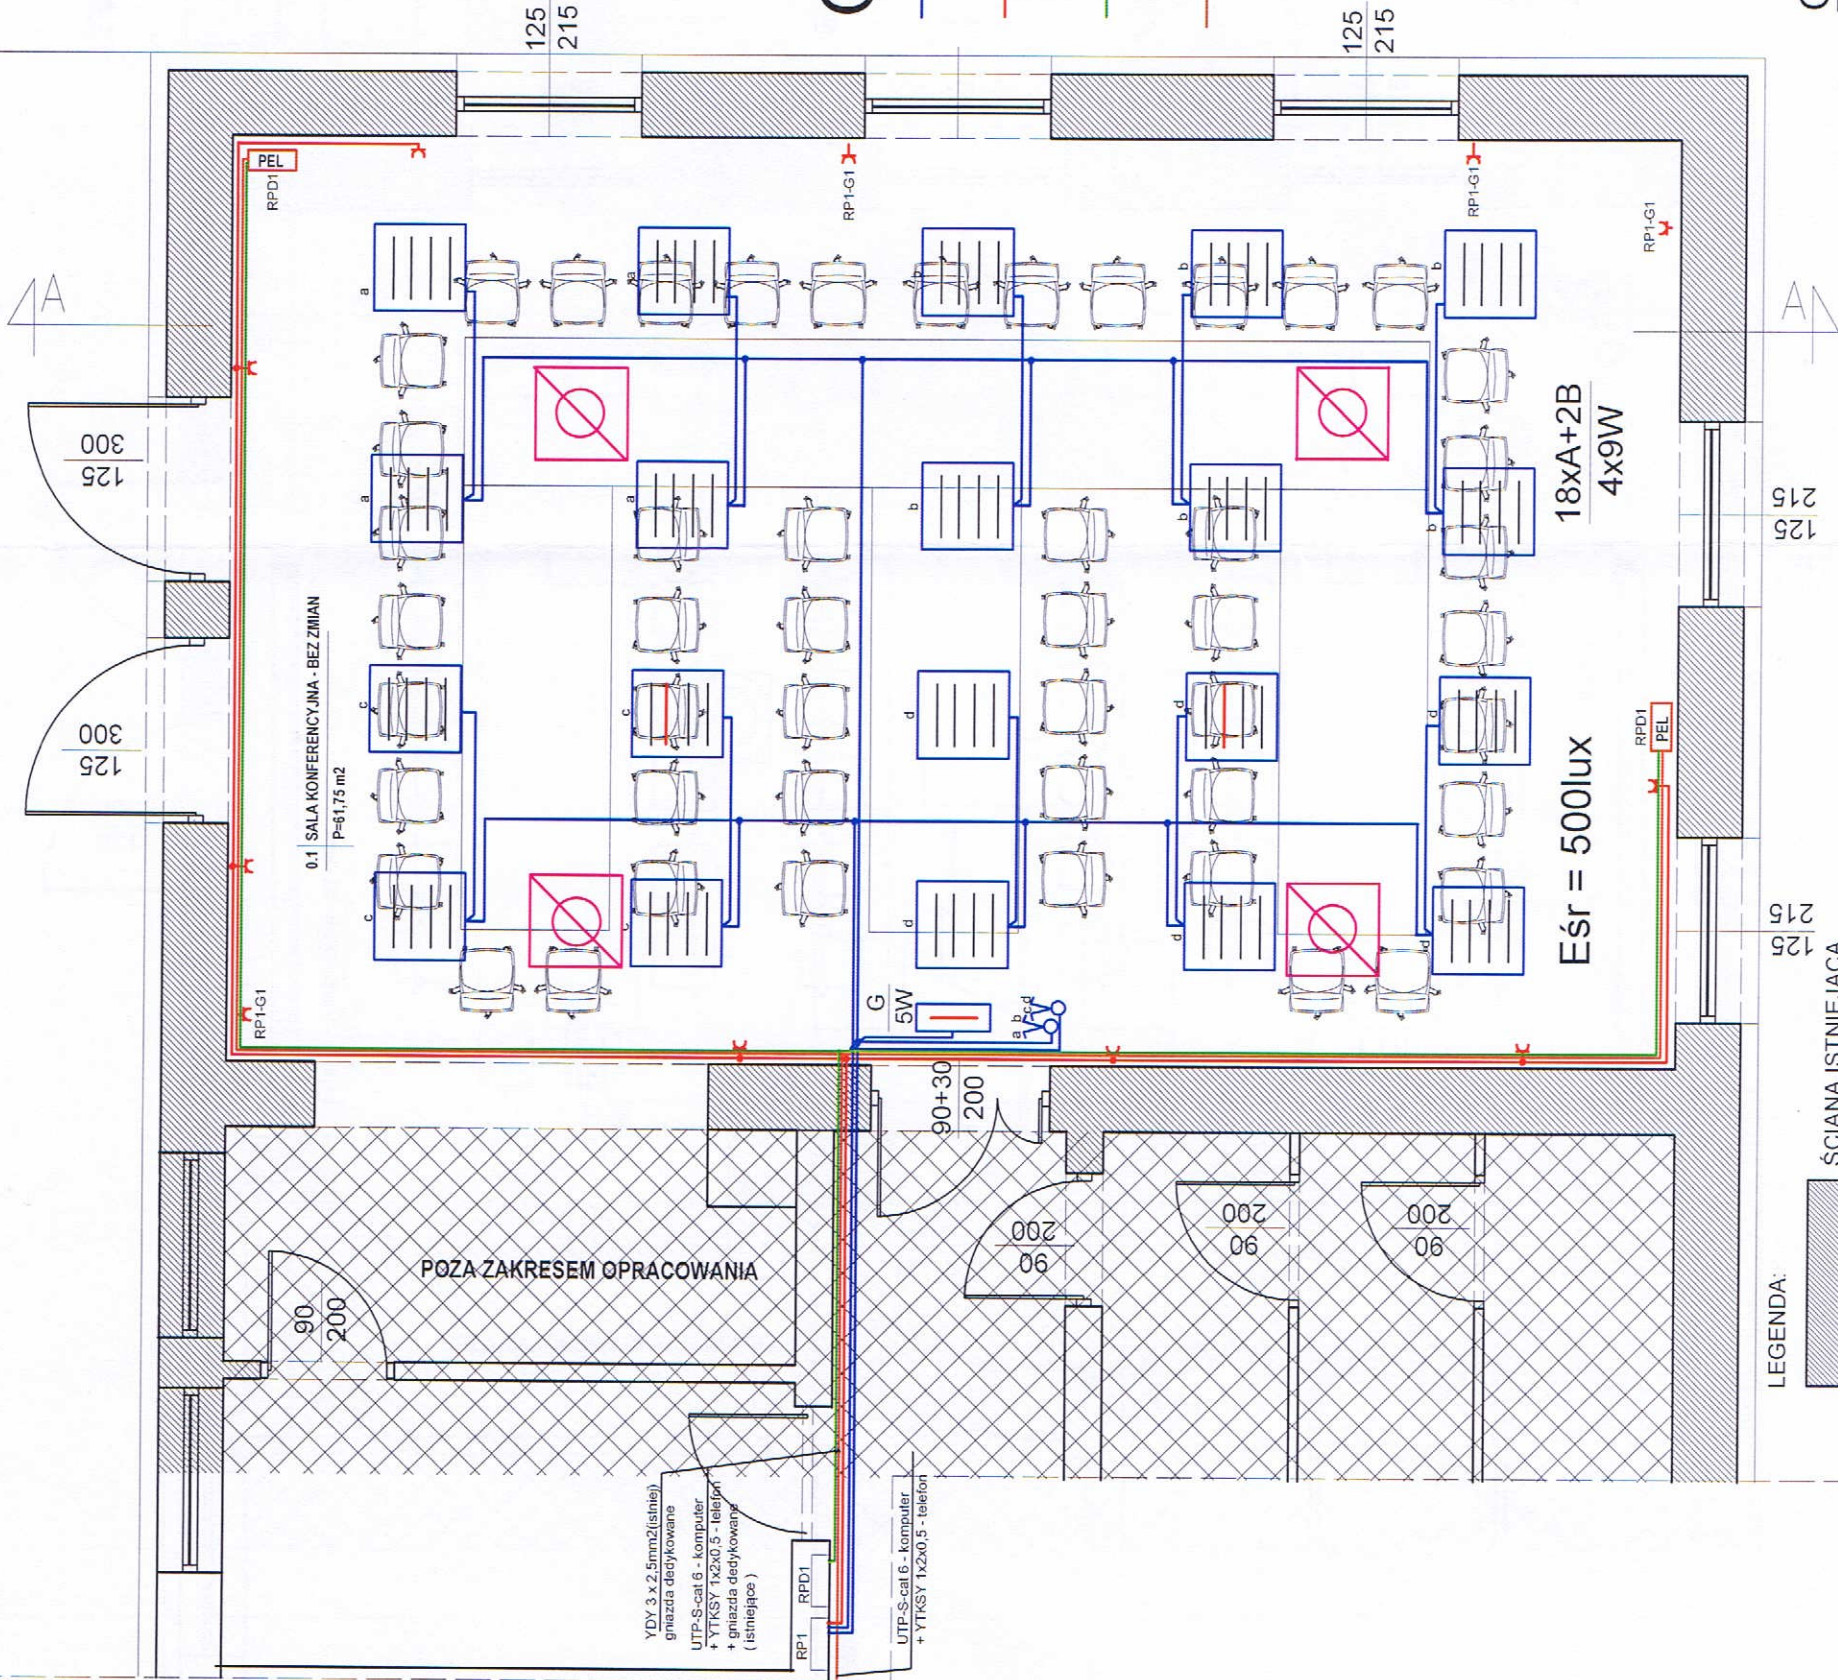 125
215
125
215
PEL
RPD1
RP1-G1
RP1-G1
RP1-G1
A
A
a
a
b
b
b
300
125
300
125
a
a
b
b
b
18xA+2B
4x9W
215
125
0.1 SALA KONFERENCYJNA - BEZ ZMIAN
P=61,75 m2
c
c
d
d
d
RPD1
PEL
Eśr = 500lux
c
c
d
d
d
215
125
RP1-G1
G
5W
a b
c d
90+30
200
POZA ZAKRESEM OPRACOWANIA
90
200
200
90
200
90
200
90
LEGENDA:
ŚCIANA ISTNIEJĄCA
YDY 3 x 2,5mm2(istniej)
gniazda dedykowane
UTP-S-cat 6 - komputer
+ YTKSY 1x2x0,5 - telefon
+ gniazda dedykowane
( istniejące )
RPD1
RP1
UTP-S-cat 6 - komputer
+ YTKSY 1x2x0,5 - telefon